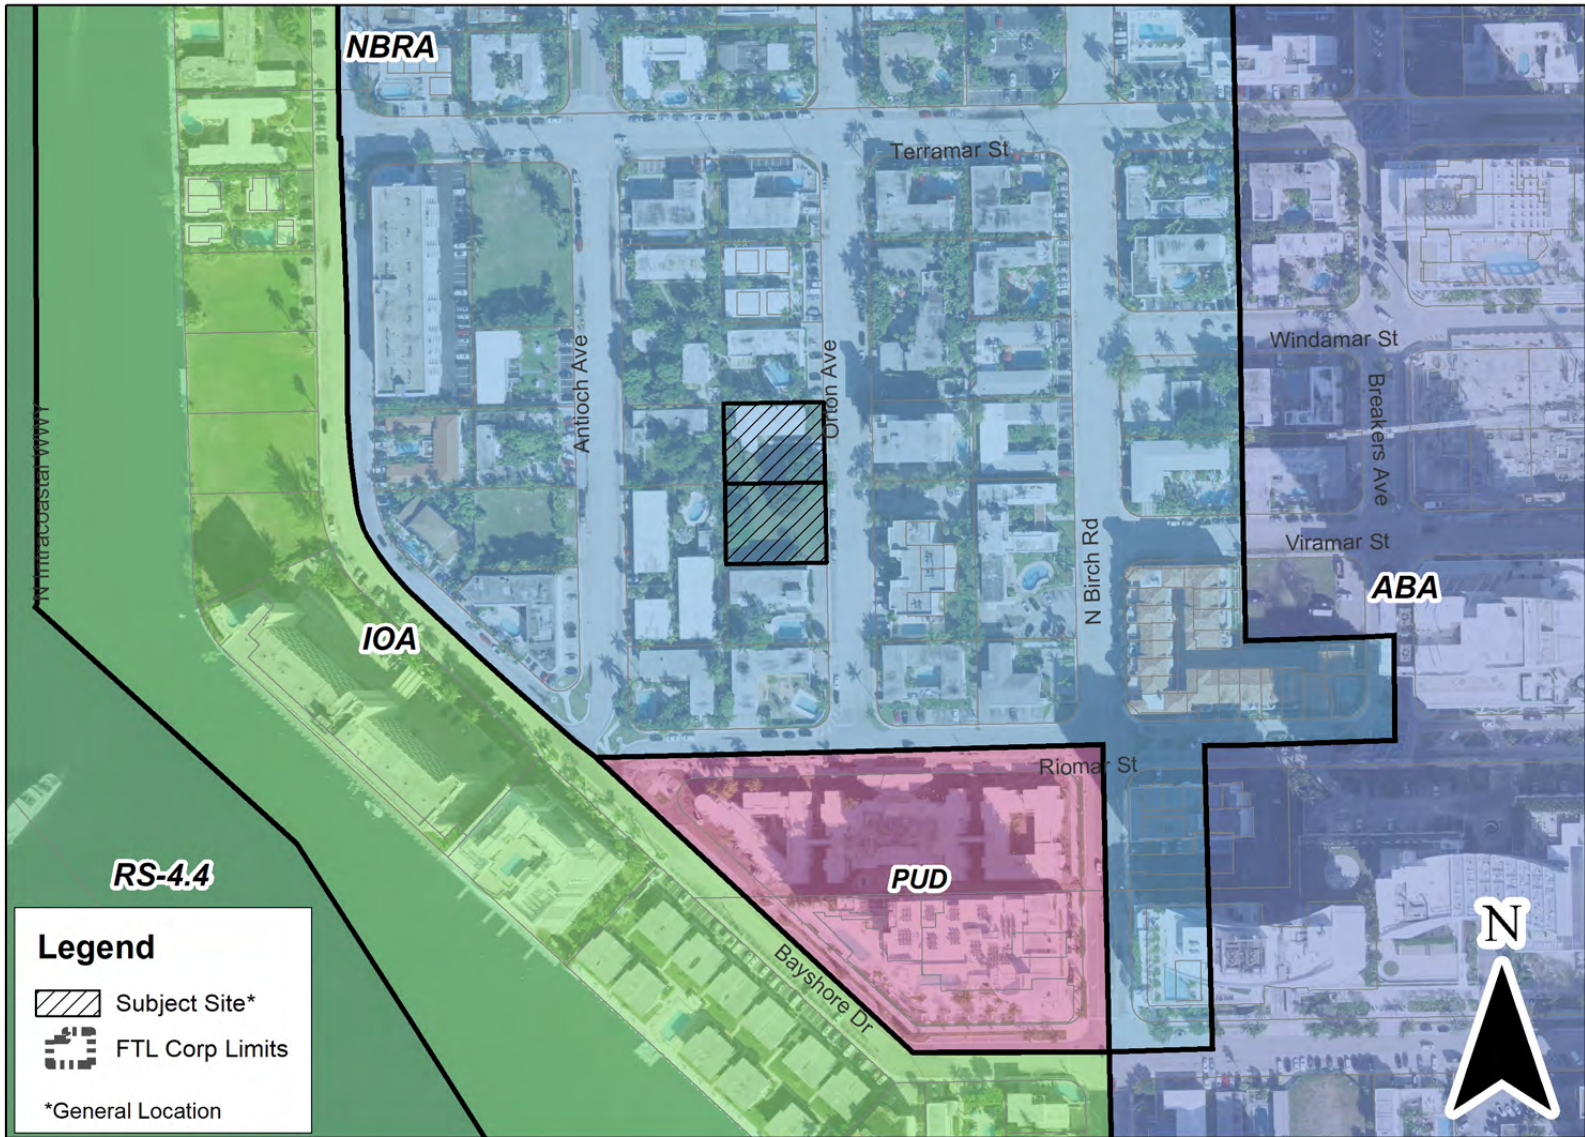 NBRA
Terramar St
Windamar St
Antioch Ave
Orton Ave
Breakers Ave
N Intracoastal WWY
N Birch Rd
Viramar St
ABA
IOA
Riomar St
RS-4.4
PUD
Bayshore Dr
N
Legend
Subject Site*
FTL Corp Limits
*General Location